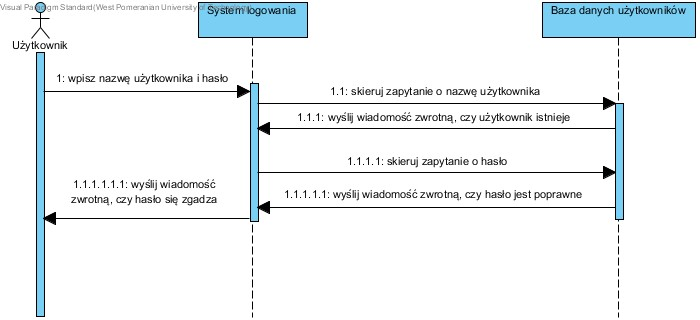 Visual Paradigm Standard(West Pomeranian University of
Użytkownik
System logowania
Baza danych użytkowników
1: wpisz nazwę użytkownika i hasło
1.1: skieruj zapytanie o nazwę użytkownika
1.1.1: wyślij wiadomość zwrotną, czy użytkownik istnieje
1.1.1.1: skieruj zapytanie o hasło
1.1.1.1.1.1: wyślij wiadomość
zwrotną, czy hasło się zgadza
1.1.1.1.1: wyślij wiadomość zwrotną, czy hasło jest poprawne